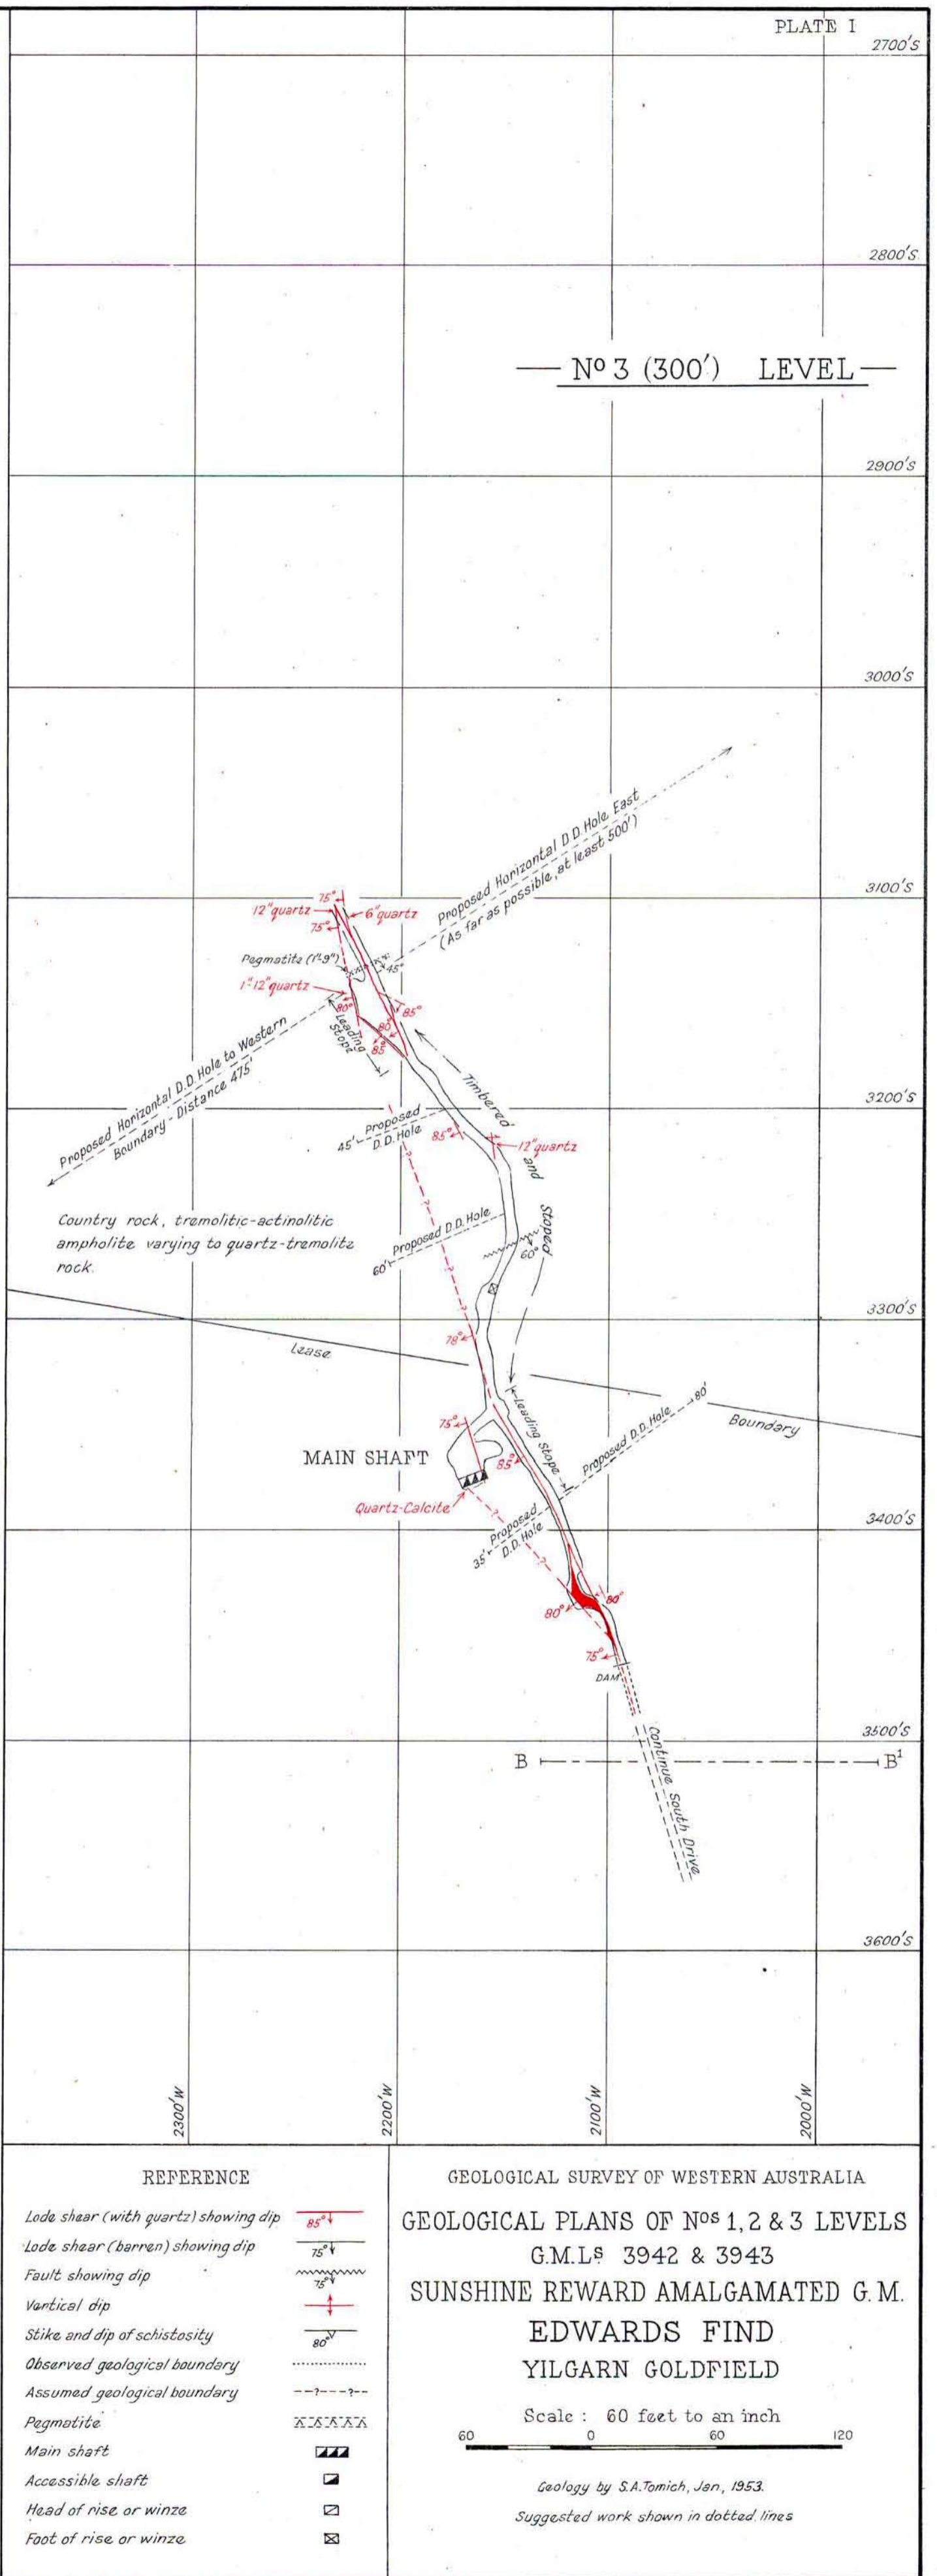 PLATE I
2700's
2800's
— Nº 3 (300') LEVEL —
2900's
3000's
Proposed Horizontal D.D. Hole East
(As far as possible, at least 500')
3100's
75°
12"quartz
6"quartz
75°
Pegmatite (1"-9")
45°
1"-12"quartz
80°
85°
80°
85°
Leading
Stope
Proposed Horizontal D.D. Hole to Western
Boundary - Distance 475'
Timbered
and
Stoped
3200's
Proposed
45'
D.D. Hole
85°
12"quartz
?
?
Country rock, tremolitic-actinolitic
ampholite varying to quartz-tremolite
rock.
60'
Proposed D.D. Hole
60°
?
3300's
78°
Lease
Boundary
Leading Stope
Proposed D.D. Hole
80'
75°
MAIN SHAFT
85°
Quartz-Calcite
?
3400's
35'
Proposed
D.D. Hole
?
80°
80°
75°
DAM
3500's
B
B¹
Continue South Drive
3600's
2300'W
2200'W
2100'W
2000'W
REFERENCE
Lode shear (with quartz) showing dip 85°
Lode shear (barren) showing dip 75°
Fault showing dip 75°
Vertical dip
Stike and dip of schistosity 80°
Observed geological boundary
Assumed geological boundary --?---?--
Pegmatite
Main shaft
Accessible shaft
Head of rise or winze
Foot of rise or winze
GEOLOGICAL SURVEY OF WESTERN AUSTRALIA
GEOLOGICAL PLANS OF Nos 1, 2 & 3 LEVELS
G.M.Ls 3942 & 3943
SUNSHINE REWARD AMALGAMATED G.M.
EDWARDS FIND
YILGARN GOLDFIELD
Scale : 60 feet to an inch
60 0 60 120
Geology by S.A.Tomich, Jan, 1953.
Suggested work shown in dotted lines